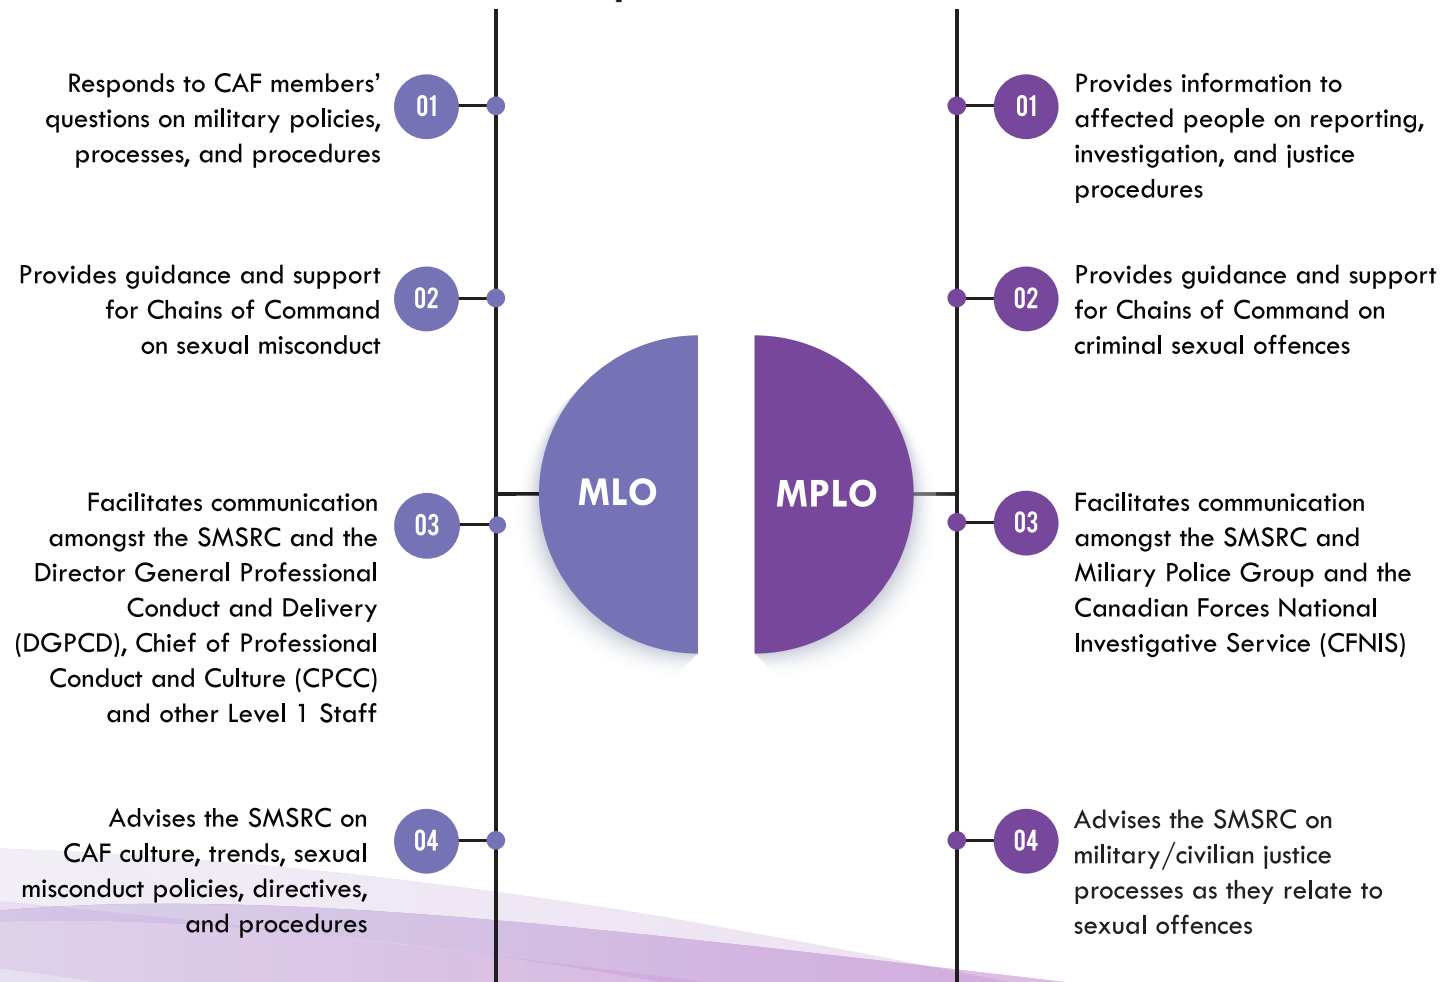 Responds to CAF members'
questions on military policies,
processes, and procedures
01
Provides guidance and support
for Chains of Command
on sexual misconduct
02
Facilitates communication
amongst the SMSRC and the
Director General Professional
Conduct and Delivery
(DGPCD), Chief of Professional
Conduct and Culture (CPCC)
and other Level 1 Staff
03
Advises the SMSRC on
CAF culture, trends, sexual
misconduct policies, directives,
and procedures
04
MLO
MPLO
01
Provides information to
affected people on reporting,
investigation, and justice
procedures
02
Provides guidance and support
for Chains of Command on
criminal sexual offences
03
Facilitates communication
amongst the SMSRC and
Miliary Police Group and the
Canadian Forces National
Investigative Service (CFNIS)
04
Advises the SMSRC on
military/civilian justice
processes as they relate to
sexual offences